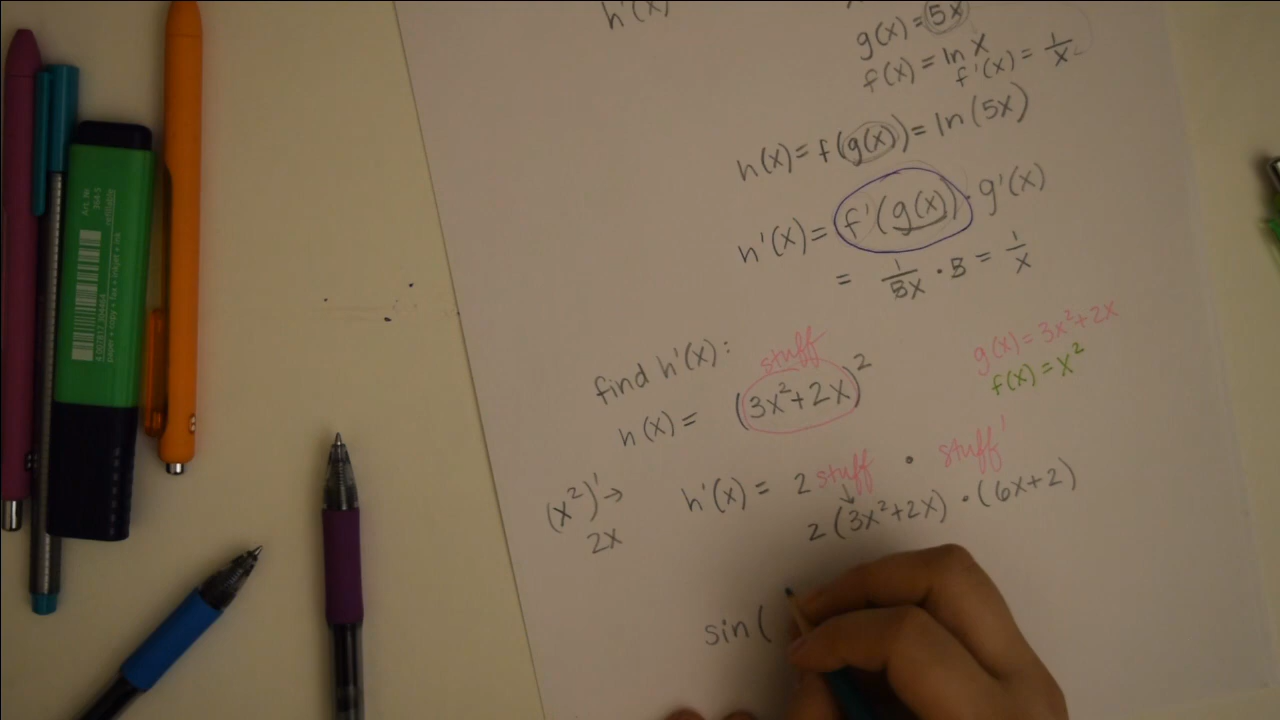 h'(x)
g(x) = 5x
f(x) = ln x f'(x) = 1/x
h(x) = f(g(x)) = ln(5x)
h'(x) = f'(g(x)) · g'(x)
= 1/5x · 5 = 1/x
find h'(x):
stuff
h(x) = (3x²+2x)²
g(x) = 3x²+2x
f(x) = x²
(x²)' →
2x
h'(x) = 2 stuff · stuff'
2(3x²+2x) · (6x+2)
sin(